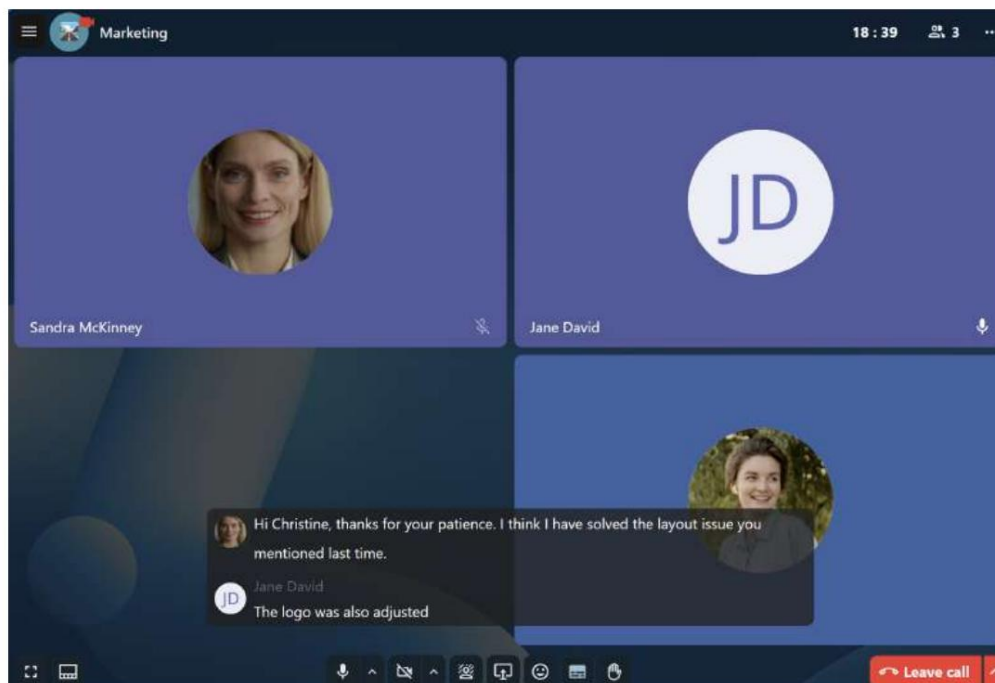 Marketing
18 : 39
3
JD
Sandra McKinney
Jane David
Hi Christine, thanks for your patience. I think I have solved the layout issue you
mentioned last time.
Jane David
JD
The logo was also adjusted
Leave call